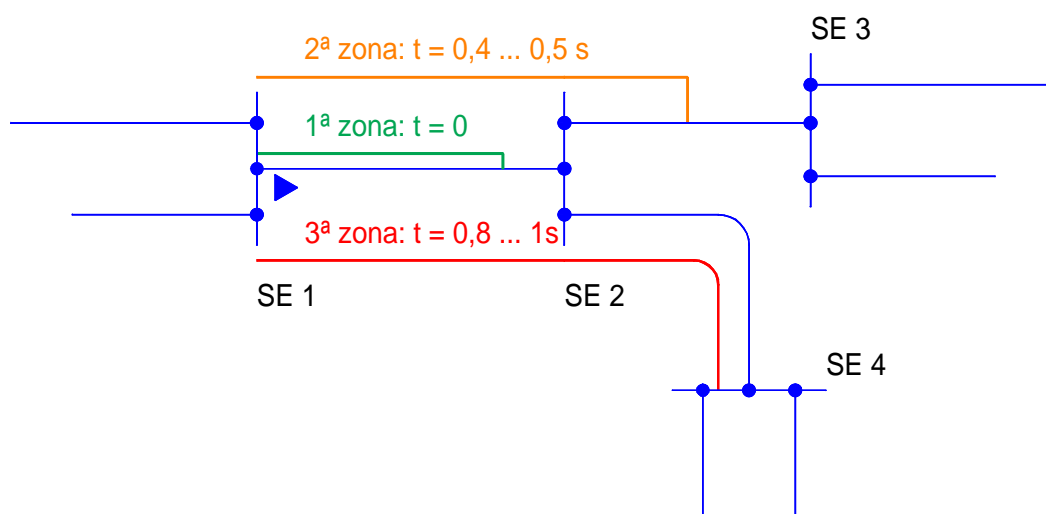 SE 3
2ª zona: t = 0,4 ... 0,5 s
1ª zona: t = 0
3ª zona: t = 0,8 ... 1s
SE 1
SE 2
SE 4